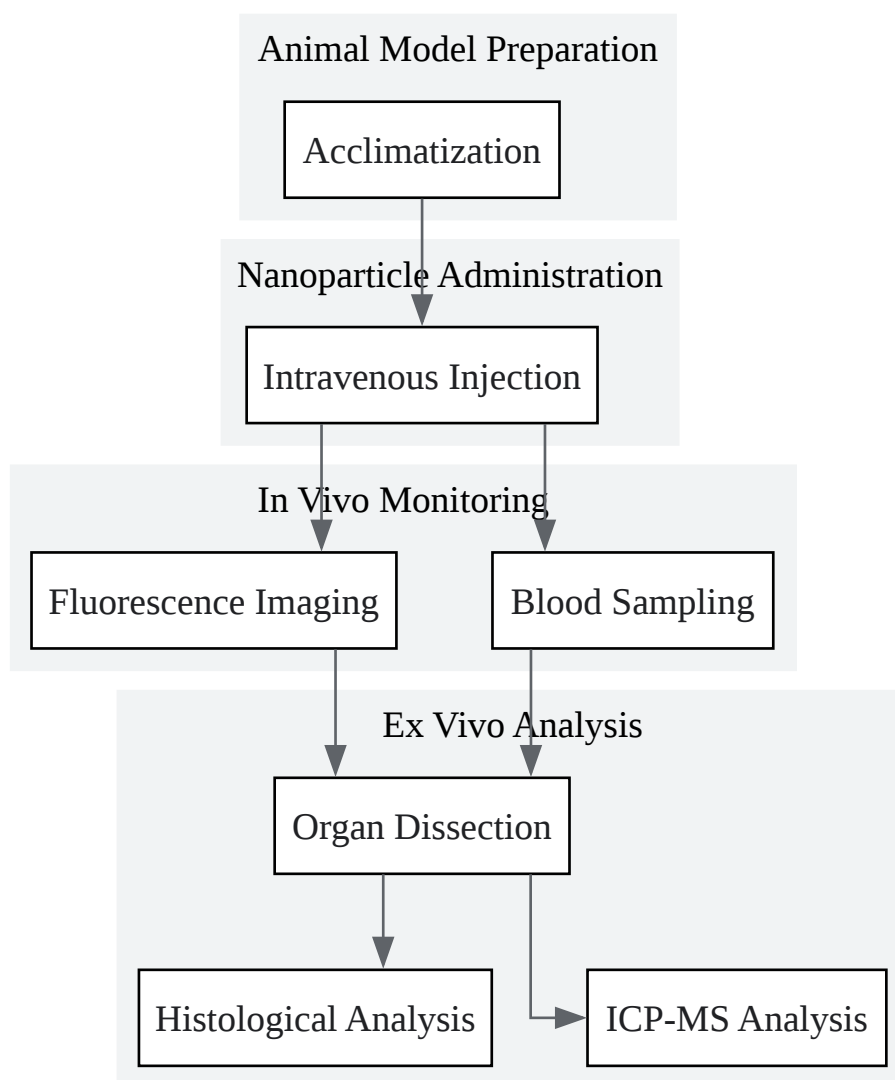 Animal Model Preparation
Acclimatization
Nanoparticle Administration
Intravenous Injection
In Vivo Monitoring
Fluorescence Imaging
Blood Sampling
Ex Vivo Analysis
Organ Dissection
Histological Analysis
ICP-MS Analysis